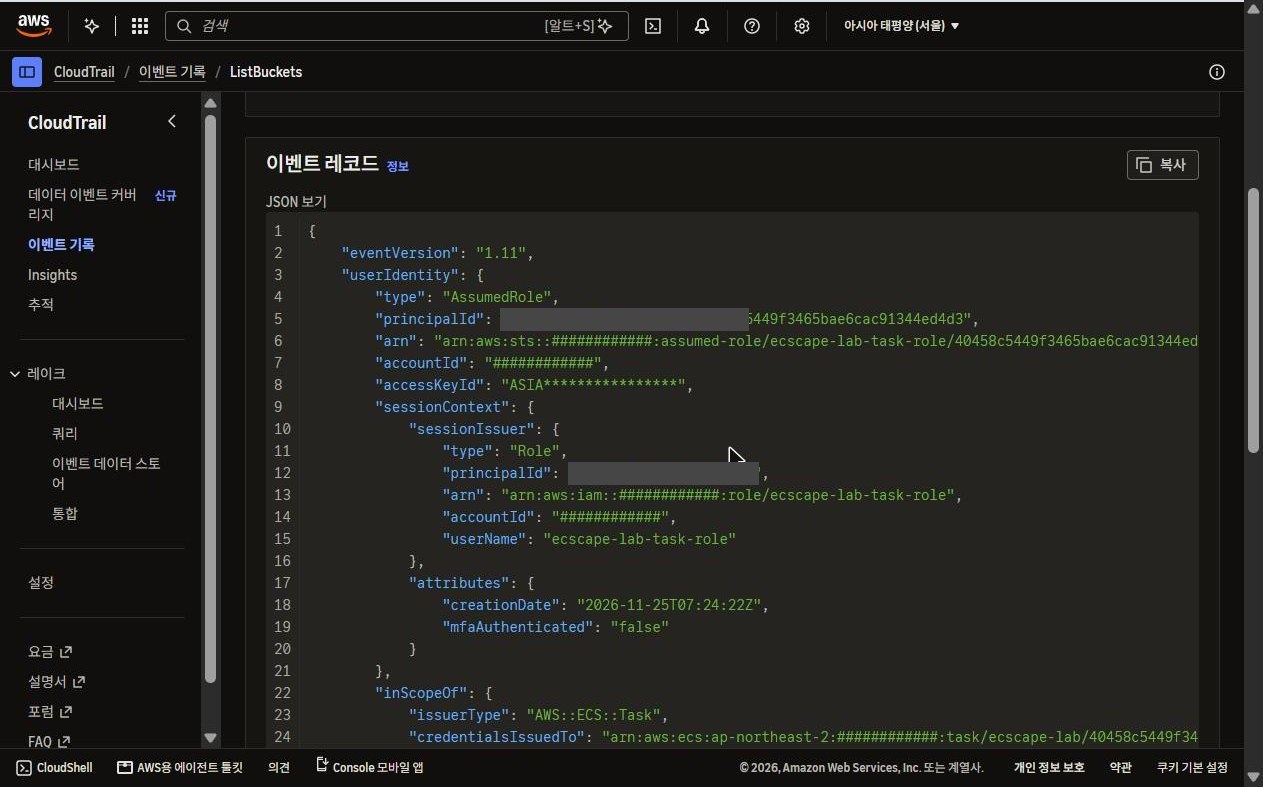 aws
검색 [알트+S]
아시아 태평양 (서울)
CloudTrail / 이벤트 기록 / ListBuckets
CloudTrail
대시보드
데이터 이벤트 커버
리지
신규
이벤트 기록
Insights
추적
레이크
대시보드
쿼리
이벤트 데이터 스토
어
통합
설정
요금
설명서
포럼
FAQ
이벤트 레코드 정보
복사
JSON 보기
1 {
2 "eventVersion": "1.11",
3 "userIdentity": {
4 "type": "AssumedRole",
5 "principalId": 5449f3465bae6cac91344ed4d3",
6 "arn": "arn:aws:sts::############:assumed-role/ecscape-lab-task-role/40458c5449f3465bae6cac91344ed
7 "accountId": "############",
8 "accessKeyId": "ASIA****************",
9 "sessionContext": {
10 "sessionIssuer": {
11 "type": "Role",
12 "principalId": ",
13 "arn": "arn:aws:iam::############:role/ecscape-lab-task-role",
14 "accountId": "############",
15 "userName": "ecscape-lab-task-role"
16 },
17 "attributes": {
18 "creationDate": "2026-11-25T07:24:22Z",
19 "mfaAuthenticated": "false"
20 }
21 },
22 "inScopeOf": {
23 "issuerType": "AWS::ECS::Task",
24 "credentialsIssuedTo": "arn:aws:ecs:ap-northeast-2:############:task/ecscape-lab/40458c5449f34
CloudShell
AWS용 에이전트 툴킷
의견
Console 모바일 앱
© 2026, Amazon Web Services, Inc. 또는 계열사.
개인 정보 보호
약관
쿠키 기본 설정